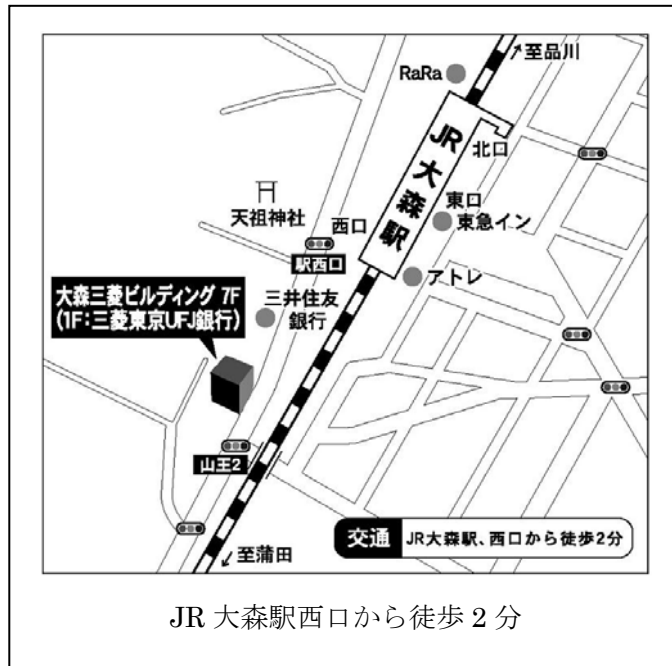 至品川
RaRa
JR大森駅
北口
東口
東急イン
天祖神社
西口
駅西口
アトレ
大森三菱ビルディング 7F
(1F:三菱東京UFJ銀行)
三井住友
銀行
山王2
交通 JR大森駅、西口から徒歩2分
至蒲田
JR 大森駅西口から徒歩 2 分